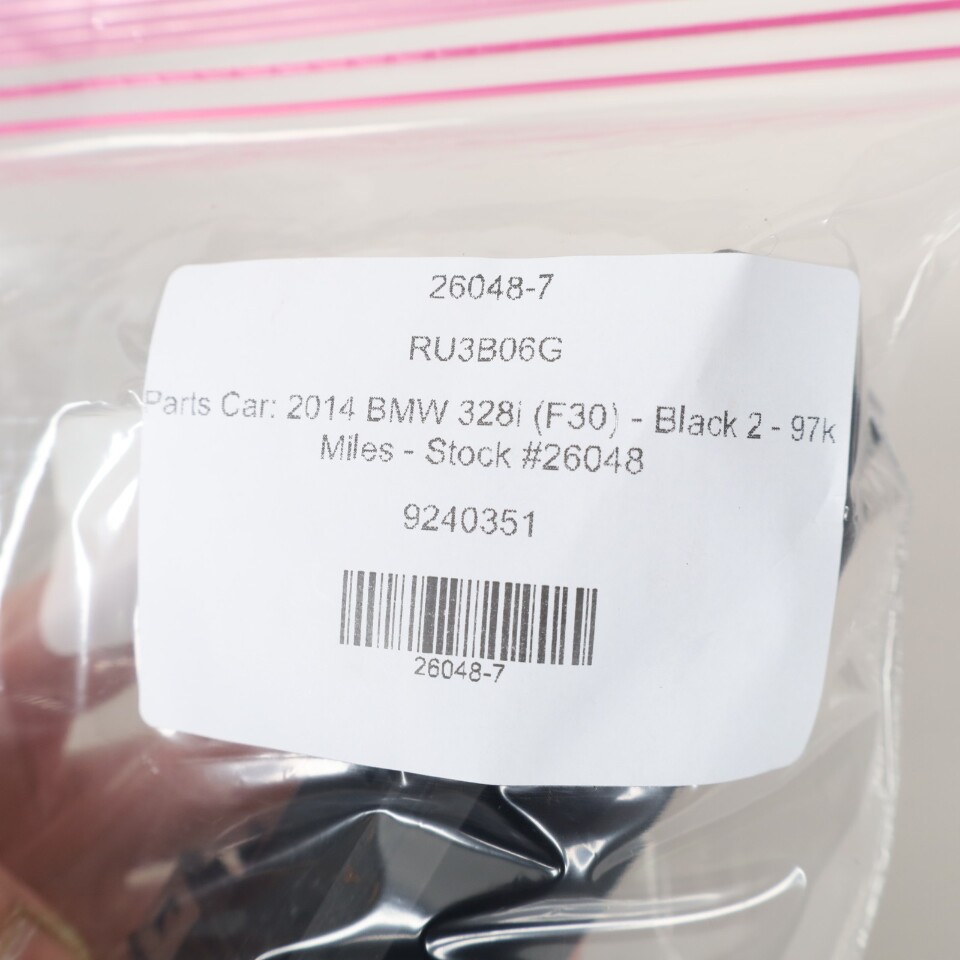 26048-7
RU3B06G
Parts Car: 2014 BMW 328i (F30) - Black 2 - 97k
Miles - Stock #26048
9240351
26048-7